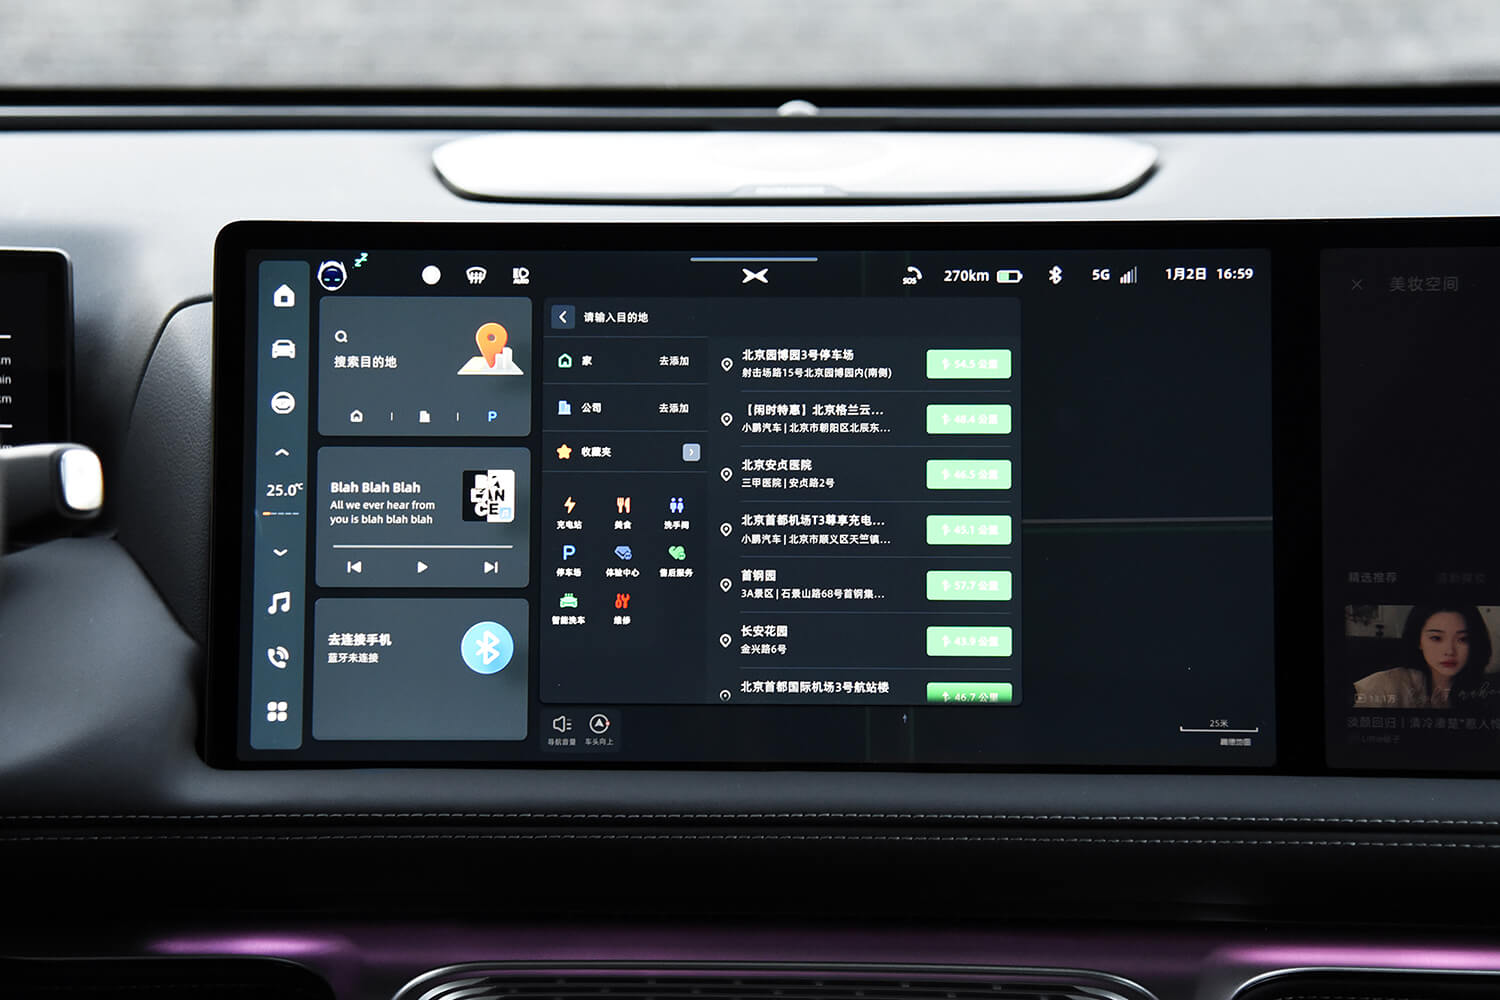 SOS
270km
5G
1月2日 16:59
搜索目的地
P
25.0℃
Blah Blah Blah
All we ever hear from
you is blah blah blah
去连接手机
蓝牙未连接
请输入目的地
家 去添加
公司 去添加
收藏夹
充电站 美食 洗手间
P
停车场 体验中心 售后服务
智能洗车 维修
北京园博园3号停车场
射击场路15号北京园博园内(南侧)
54.5 公里
【闲时特惠】北京格兰云...
小鹏汽车 | 北京市朝阳区北辰东...
48.4 公里
北京安贞医院
三甲医院 | 安贞路2号
46.5 公里
北京首都机场T3尊享充电...
小鹏汽车 | 北京市顺义区天竺镇...
45.1 公里
首钢园
3A景区 | 石景山路68号首钢集...
57.7 公里
长安花园
金兴路6号
43.9 公里
北京首都国际机场3号航站楼
46.7 公里
导航音量 车头向上
25米
高德地图
美妆空间
精选推荐